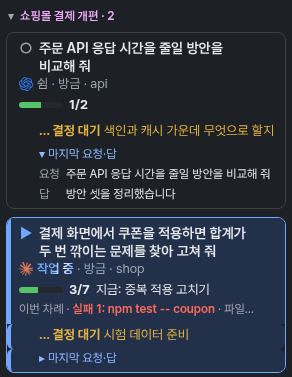 ▼ 쇼핑몰 결제 개편 · 2
주문 API 응답 시간을 줄일 방안을
비교해 줘
쉼 · 방금 · api
1/2
... 결정 대기 색인과 캐시 가운데 무엇으로 할지
▾ 마지막 요청·답
요청 주문 API 응답 시간을 줄일 방안을 비교해 줘
답 방안 셋을 정리했습니다
결제 화면에서 쿠폰을 적용하면 합계가
두 번 깎이는 문제를 찾아 고쳐 줘
작업 중 · 방금 · shop
3/7 지금: 중복 적용 고치기
이번 차례 · 실패 1: npm test -- coupon · 파일...
... 결정 대기 시험 데이터 준비
▸ 마지막 요청·답